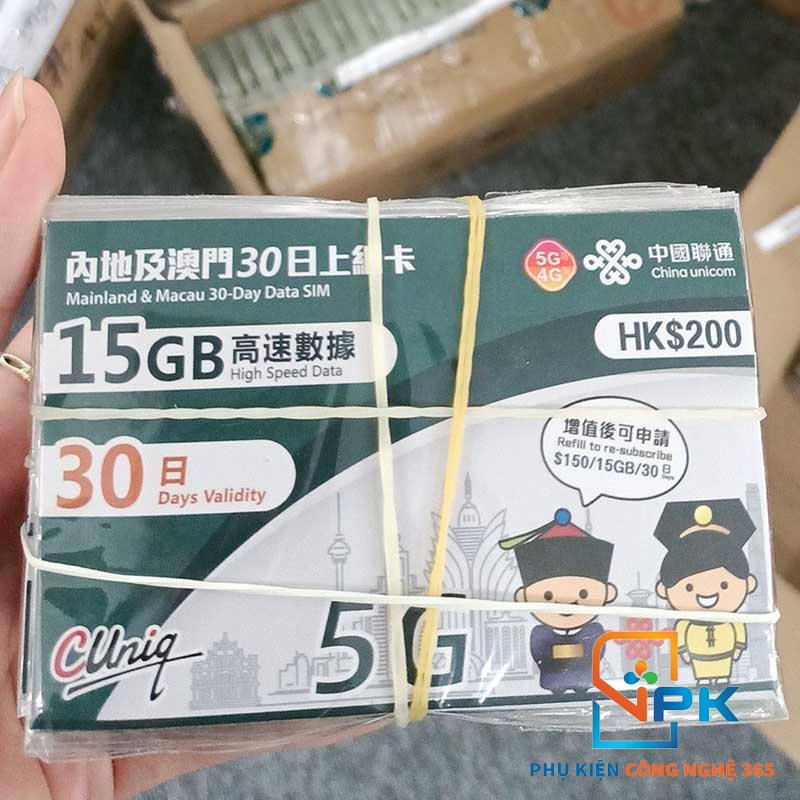 內地及澳門30日上網卡
Mainland & Macau 30-Day Data SIM
5G
4G
中國聯通
China unicom
15GB 高速數據
High Speed Data
HK$200
30 日
Days Validity
增值後可申請
Refill to re-subscribe
$150/15GB/30日
Days
CUniq
5G
VPK
PHỤ KIỆN CÔNG NGHỆ 365